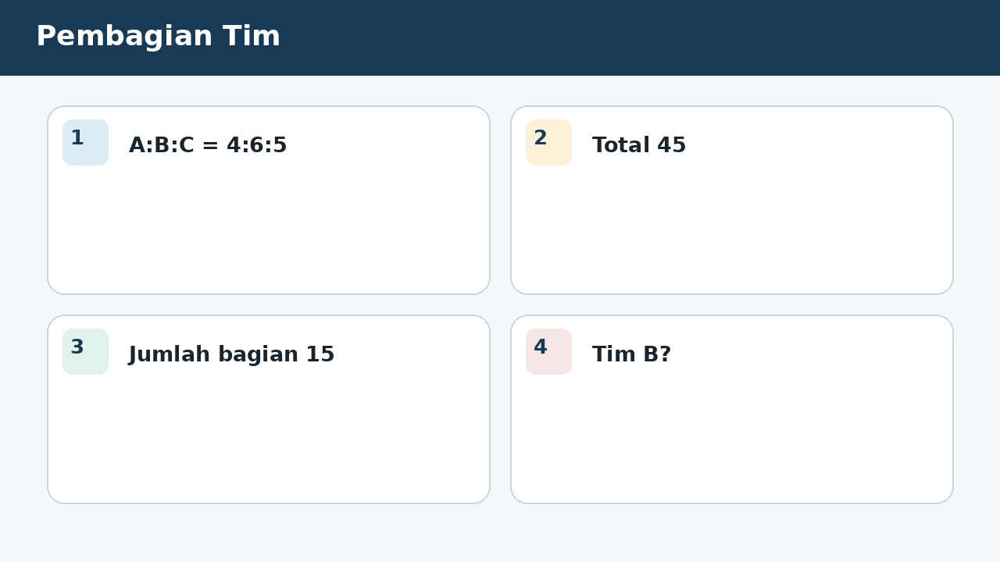 Pembagian Tim
1
A:B:C = 4:6:5
2
Total 45
3
Jumlah bagian 15
4
Tim B?